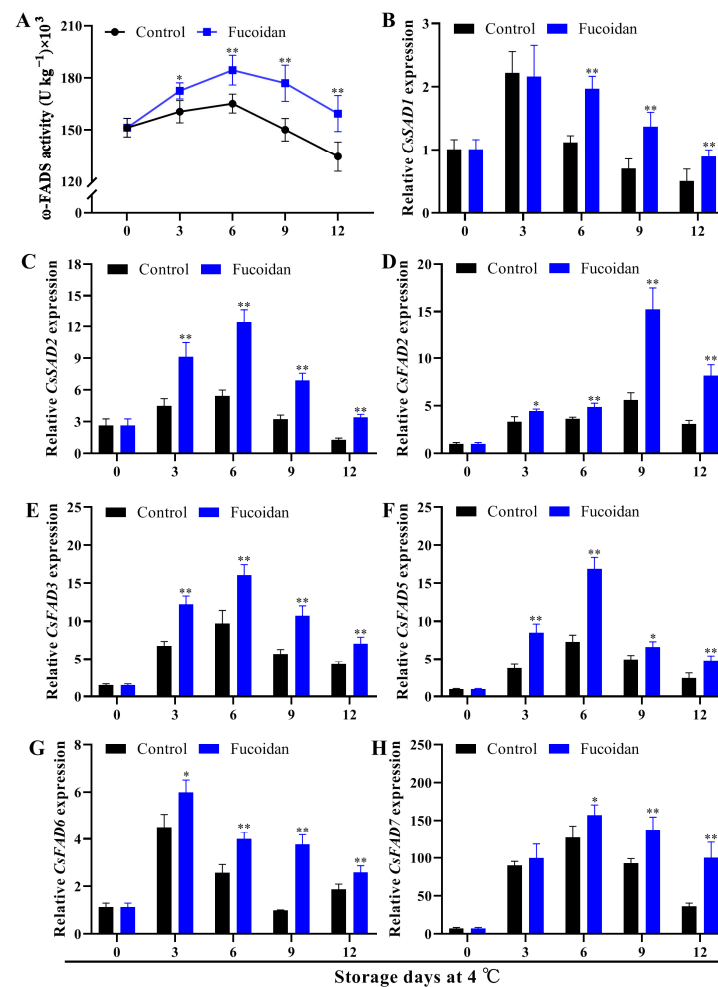 A
Control Fucoidan
ω-FADS activity (U kg⁻¹)×10³
210
180
150
120
0
* ** ** **
0 3 6 9 12
B
Control Fucoidan
Relative CsSAD1 expression
3
2
1
0
** ** **
0 3 6 9 12
C
Control Fucoidan
Relative CsSAD2 expression
18
15
12
9
6
3
0
** ** ** **
0 3 6 9 12
D
Control Fucoidan
Relative CsFAD2 expression
20
15
10
5
0
* ** ** **
0 3 6 9 12
E
Control Fucoidan
Relative CsFAD3 expression
25
20
15
10
5
0
** ** ** **
0 3 6 9 12
F
Control Fucoidan
Relative CsFAD5 expression
25
20
15
10
5
0
** ** * **
0 3 6 9 12
G
Control Fucoidan
Relative CsFAD6 expression
8
6
4
2
0
* ** ** **
0 3 6 9 12
H
Control Fucoidan
Relative CsFAD7 expression
250
200
150
100
50
0
* ** **
0 3 6 9 12
Storage days at 4 ℃